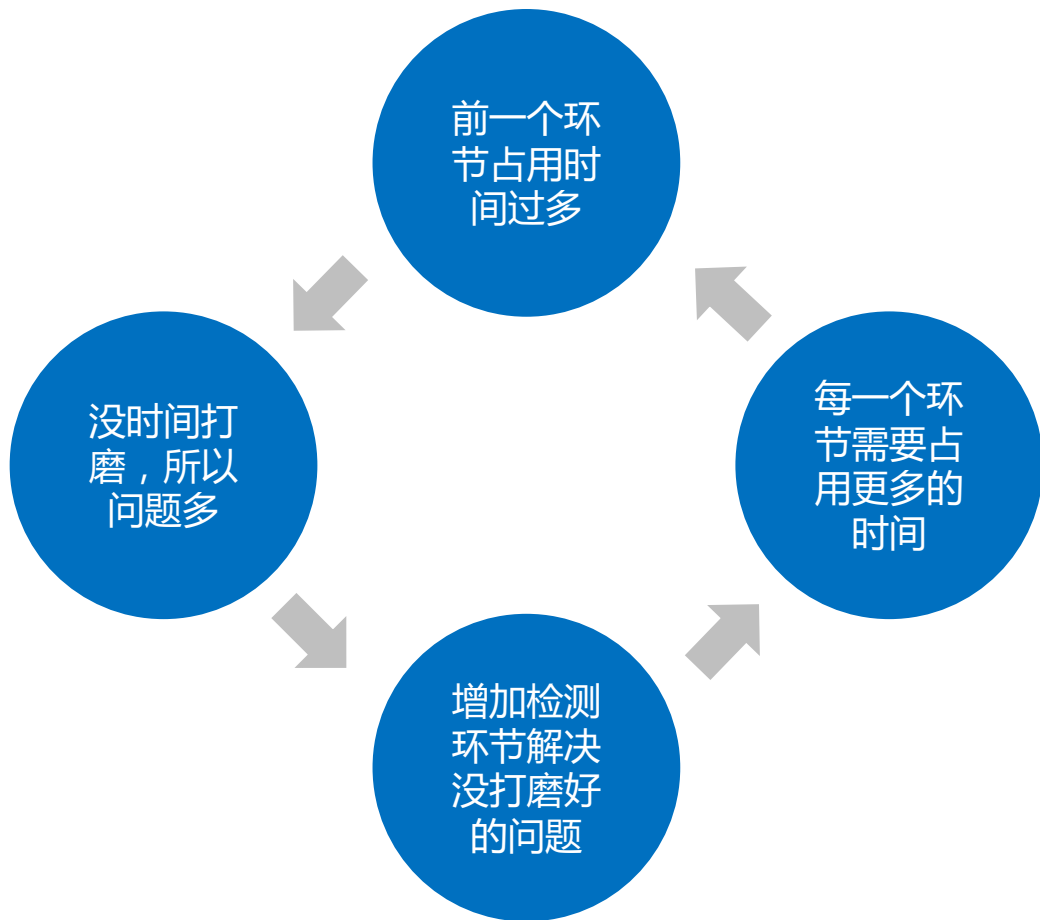 前一个环
节占用时
间过多
没时间打
磨，所以
问题多
每一个环
节需要占
用更多的
时间
增加检测
环节解决
没打磨好
的问题